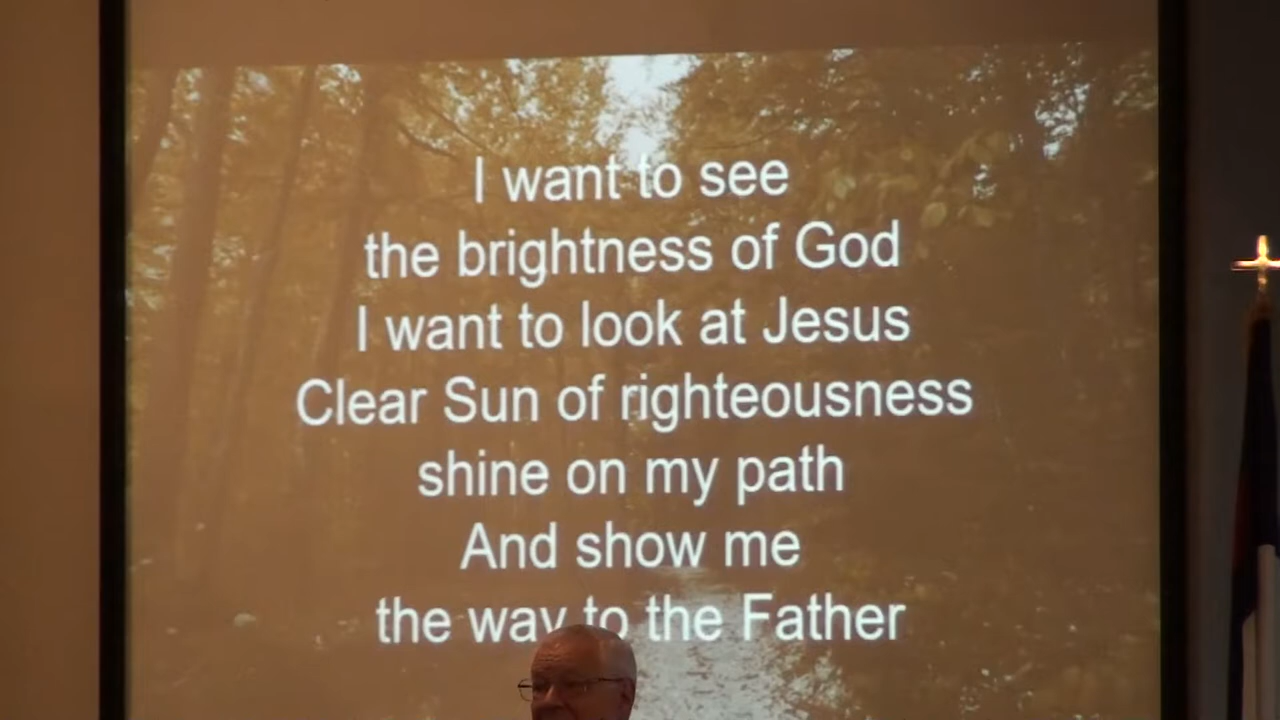 I want to see
the brightness of God
I want to look at Jesus
Clear Sun of righteousness
shine on my path
And show me
the way to the Father